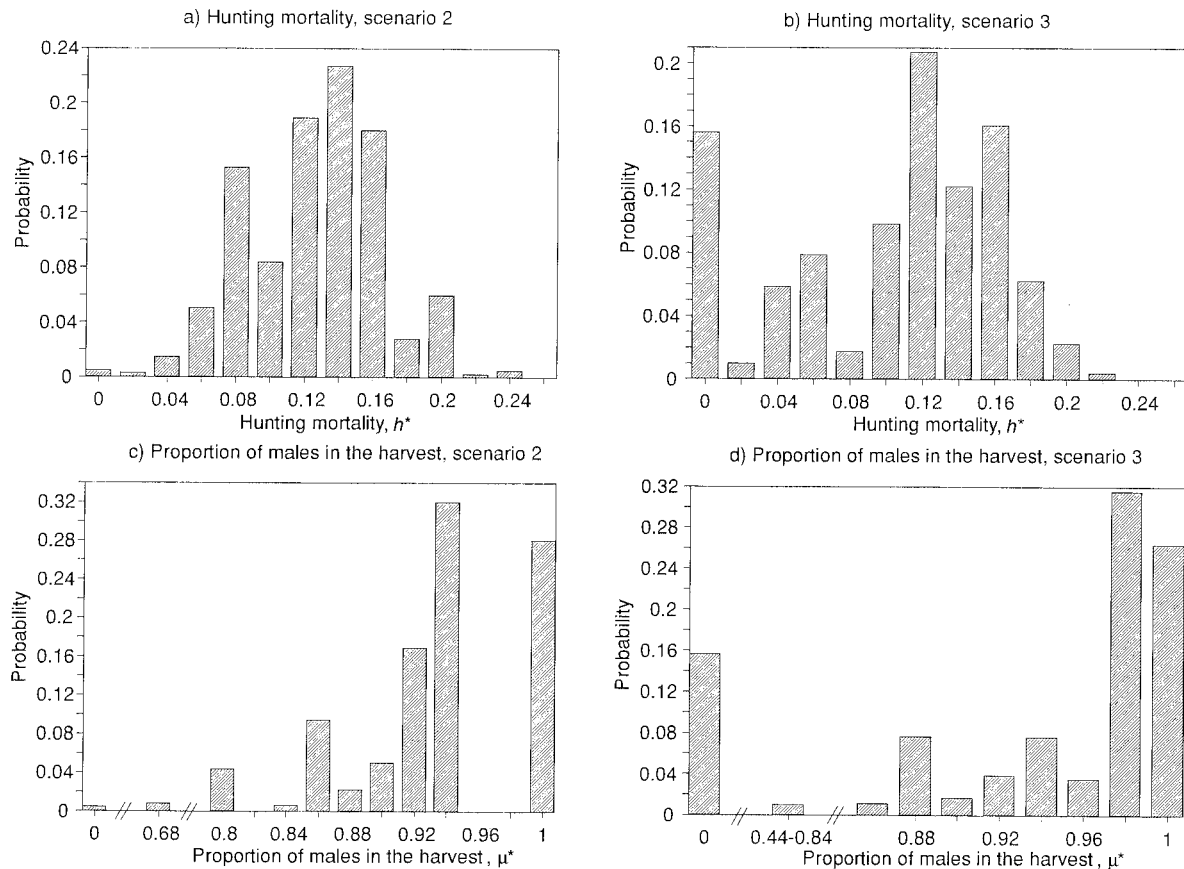 a) Hunting mortality, scenario 2
0.24
0.2
0.16
0.12
0.08
0.04
0
Probability
0 0.04 0.08 0.12 0.16 0.2 0.24
Hunting mortality, h*
b) Hunting mortality, scenario 3
0.2
0.16
0.12
0.08
0.04
0
Probability
0 0.04 0.08 0.12 0.16 0.2 0.24
Hunting mortality, h*
c) Proportion of males in the harvest, scenario 2
0.32
0.28
0.24
0.2
0.16
0.12
0.08
0.04
0
Probability
0 // 0.68 // 0.8 0.84 0.88 0.92 0.96 1
Proportion of males in the harvest , μ*
d) Proportion of males in the harvest, scenario 3
0.32
0.28
0.24
0.2
0.16
0.12
0.08
0.04
0
Probability
0 // 0.44-0.84 // 0.88 0.92 0.96 1
Proportion of males in the harvest , μ*